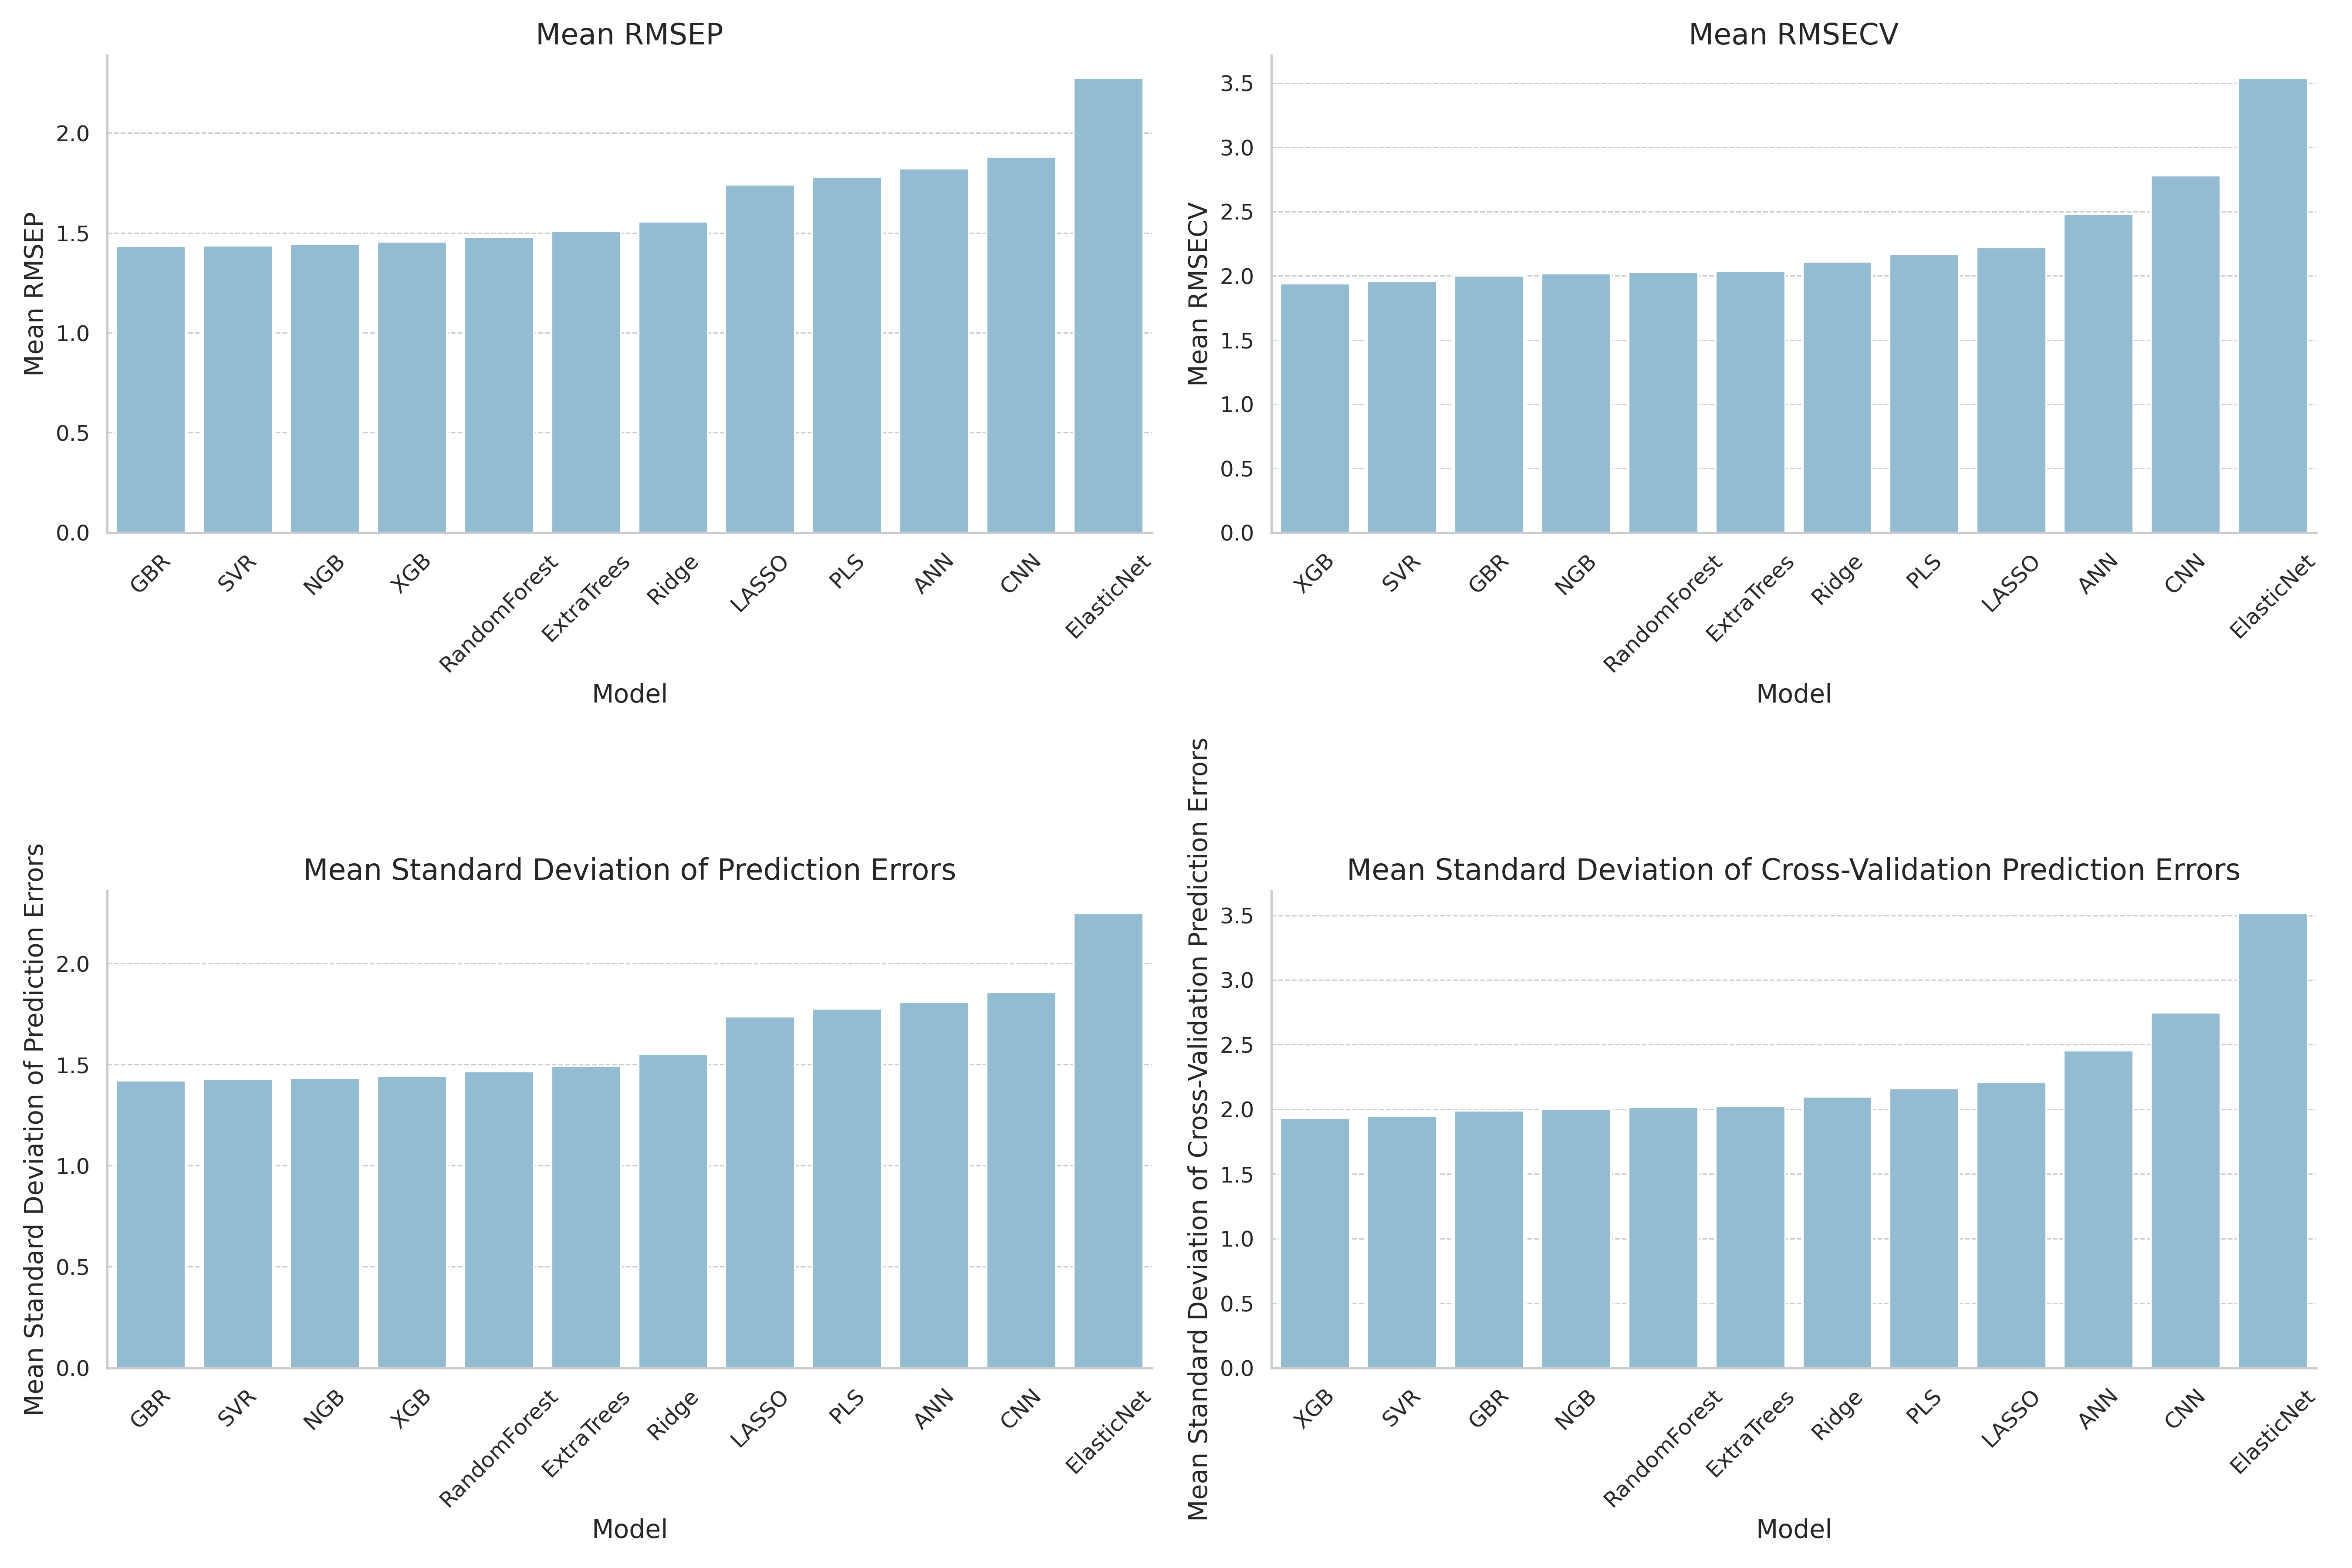 Mean RMSEP
Mean RMSEP
2.0
1.5
1.0
0.5
0.0
GBR
SVR
NGB
XGB
RandomForest
ExtraTrees
Ridge
LASSO
PLS
ANN
CNN
ElasticNet
Model
Mean RMSECV
Mean RMSECV
3.5
3.0
2.5
2.0
1.5
1.0
0.5
0.0
XGB
SVR
GBR
NGB
RandomForest
ExtraTrees
Ridge
PLS
LASSO
ANN
CNN
ElasticNet
Model
Mean Standard Deviation of Prediction Errors
Mean Standard Deviation of Prediction Errors
2.0
1.5
1.0
0.5
0.0
GBR
SVR
NGB
XGB
RandomForest
ExtraTrees
Ridge
LASSO
PLS
ANN
CNN
ElasticNet
Model
Mean Standard Deviation of Cross-Validation Prediction Errors
Mean Standard Deviation of Cross-Validation Prediction Errors
3.5
3.0
2.5
2.0
1.5
1.0
0.5
0.0
XGB
SVR
GBR
NGB
RandomForest
ExtraTrees
Ridge
PLS
LASSO
ANN
CNN
ElasticNet
Model